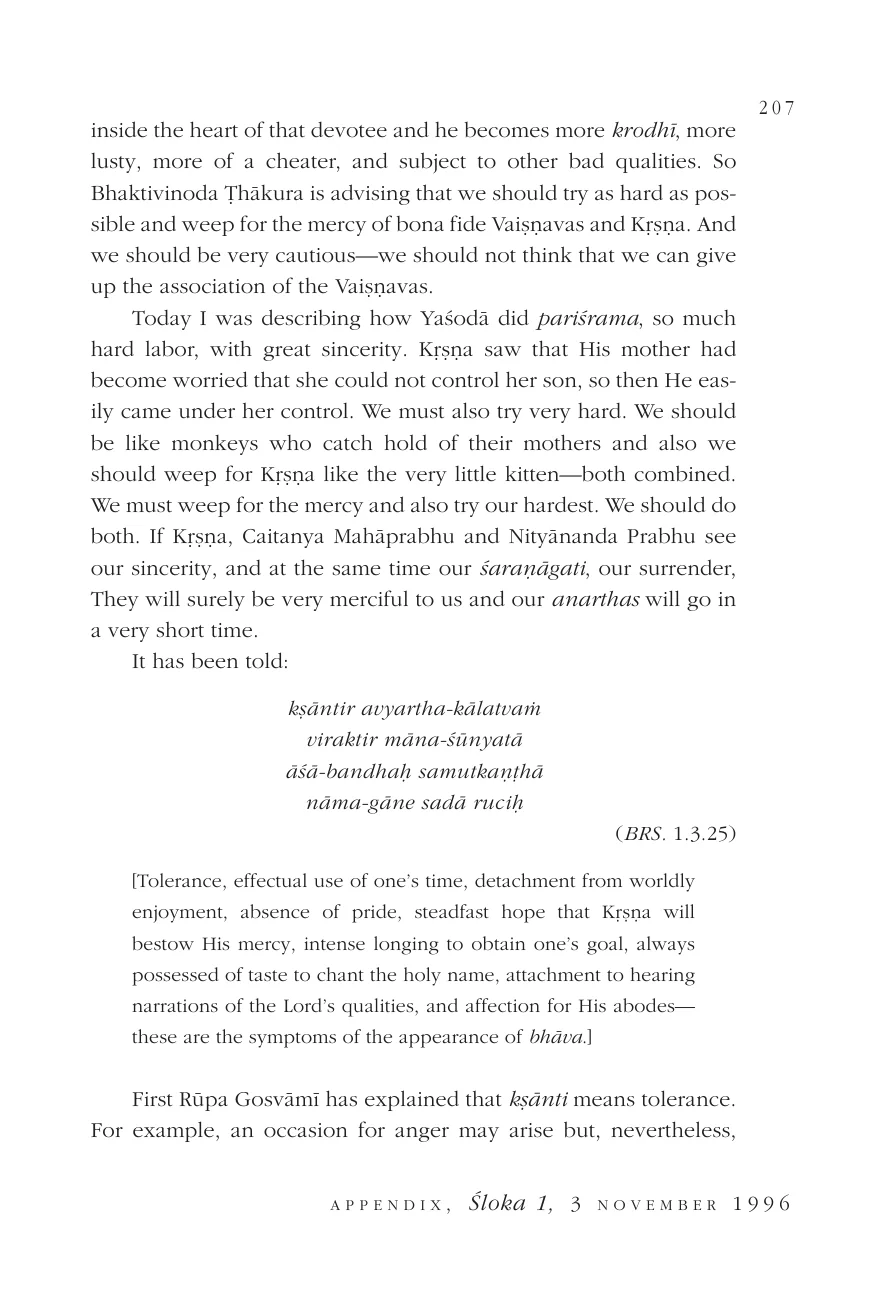 207
inside the heart of that devotee and he becomes more krodhī, more
lusty, more of a cheater, and subject to other bad qualities. So
Bhaktivinoda Ṭhākura is advising that we should try as hard as pos-
sible and weep for the mercy of bona fide Vaiṣṇavas and Kṛṣṇa. And
we should be very cautious—we should not think that we can give
up the association of the Vaiṣṇavas.
Today I was describing how Yaśodā did pariśrama, so much
hard labor, with great sincerity. Kṛṣṇa saw that His mother had
become worried that she could not control her son, so then He eas-
ily came under her control. We must also try very hard. We should
be like monkeys who catch hold of their mothers and also we
should weep for Kṛṣṇa like the very little kitten—both combined.
We must weep for the mercy and also try our hardest. We should do
both. If Kṛṣṇa, Caitanya Mahāprabhu and Nityānanda Prabhu see
our sincerity, and at the same time our śaraṇāgati, our surrender,
They will surely be very merciful to us and our anarthas will go in
a very short time.
It has been told:
kṣāntir avyartha-kālatvaṁ
viraktir māna-śūnyatā
āśā-bandhaḥ samutkaṇṭhā
nāma-gāne sadā ruciḥ
(BRS. 1.3.25)
[Tolerance, effectual use of one’s time, detachment from worldly
enjoyment, absence of pride, steadfast hope that Kṛṣṇa will
bestow His mercy, intense longing to obtain one’s goal, always
possessed of taste to chant the holy name, attachment to hearing
narrations of the Lord’s qualities, and affection for His abodes—
these are the symptoms of the appearance of bhāva.]
First Rūpa Gosvāmī has explained that kṣānti means tolerance.
For example, an occasion for anger may arise but, nevertheless,
APPENDIX, Śloka 1, 3 NOVEMBER 1996